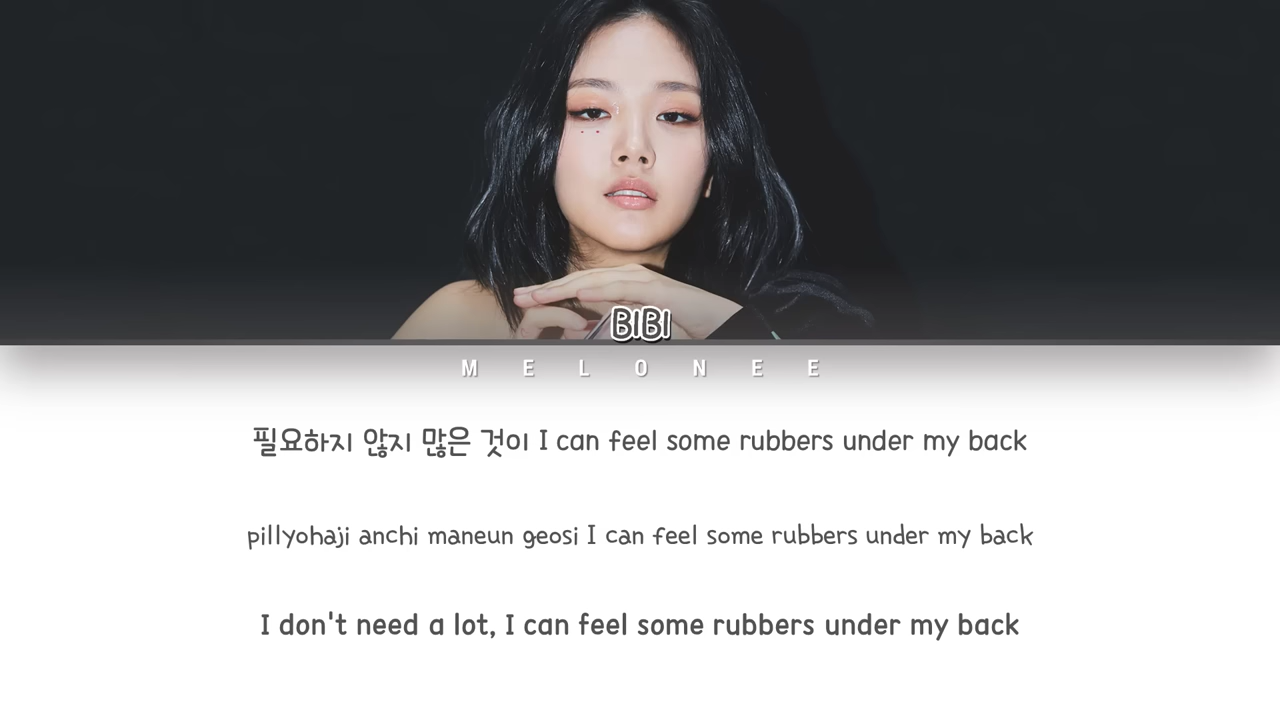 BIBI
MELONEE
필요하지 않지 많은 것이 I can feel some rubbers under my back
pillyohaji anchi maneun geosi I can feel some rubbers under my back
I don't need a lot, I can feel some rubbers under my back